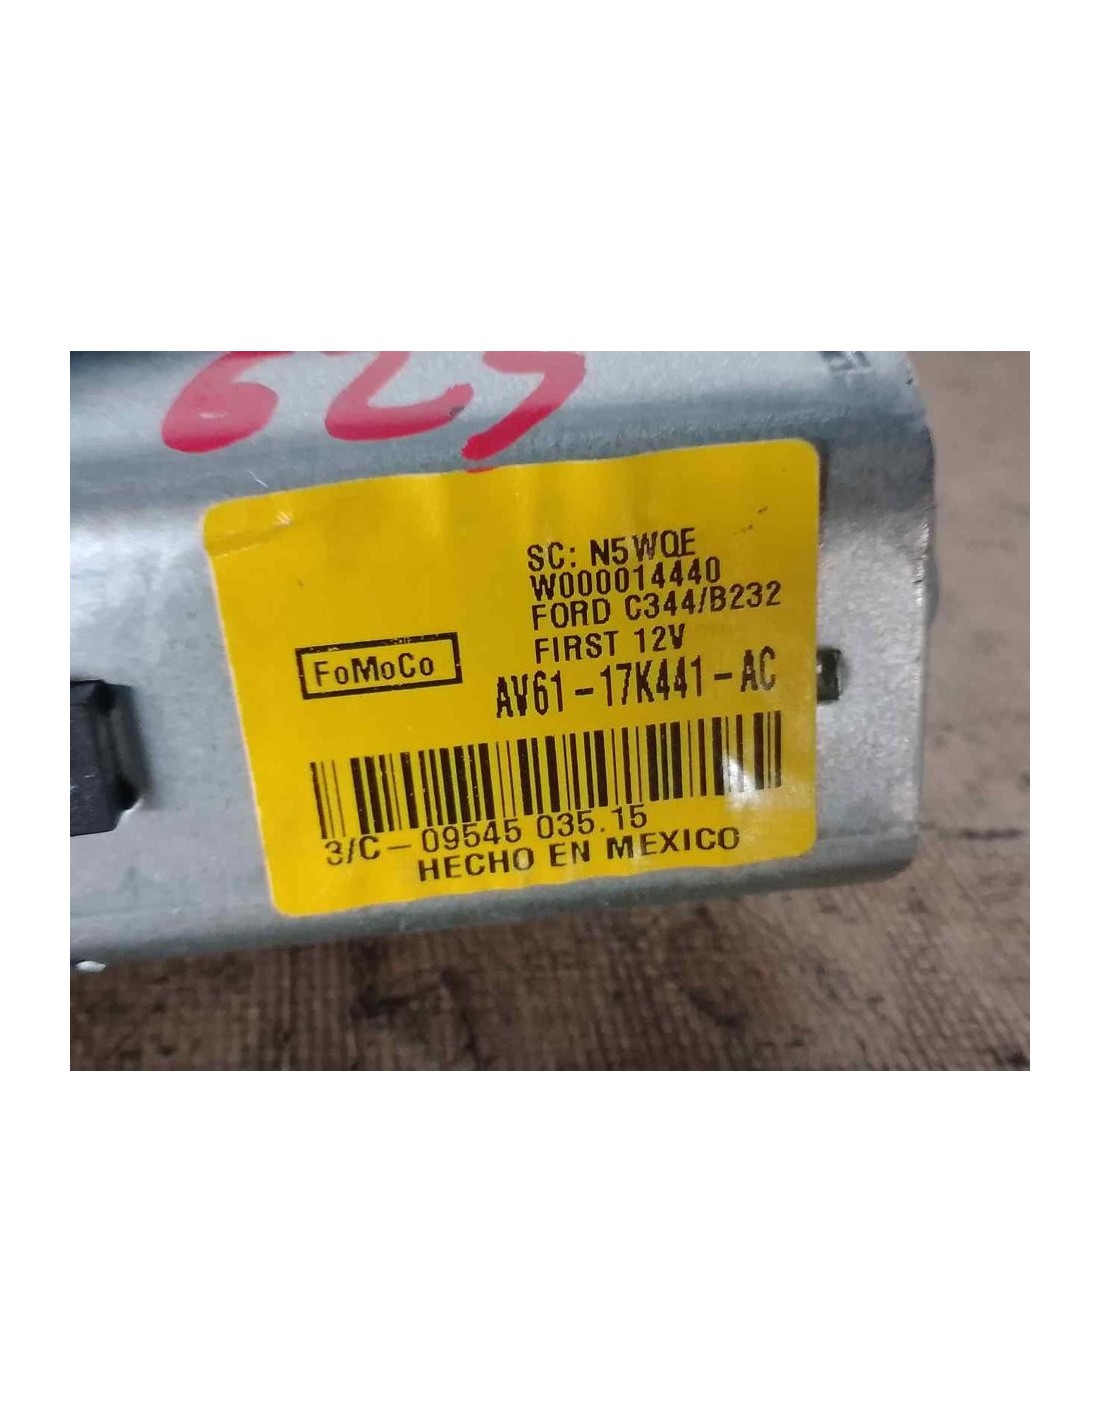 629
SC: N5WQE
W000014440
FORD C344/B232
FIRST 12V
FoMoCo
AV61-17K441-AC
3/C-09545 035.15
HECHO EN MEXICO